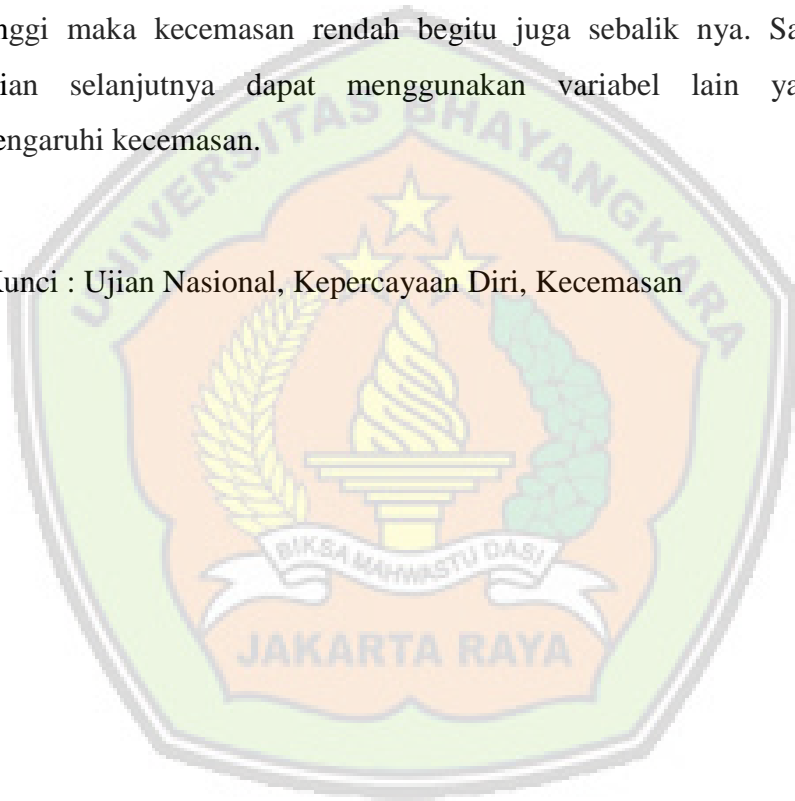 nggi maka kecemasan rendah begitu juga sebalik nya. Sa
ian selanjutnya dapat menggunakan variabel lain ya
engaruhi kecemasan.
Kunci : Ujian Nasional, Kepercayaan Diri, Kecemasan
UNIVERSITAS BHAYANGKARA
BIKSA MAHWASTU DASI
JAKARTA RAYA